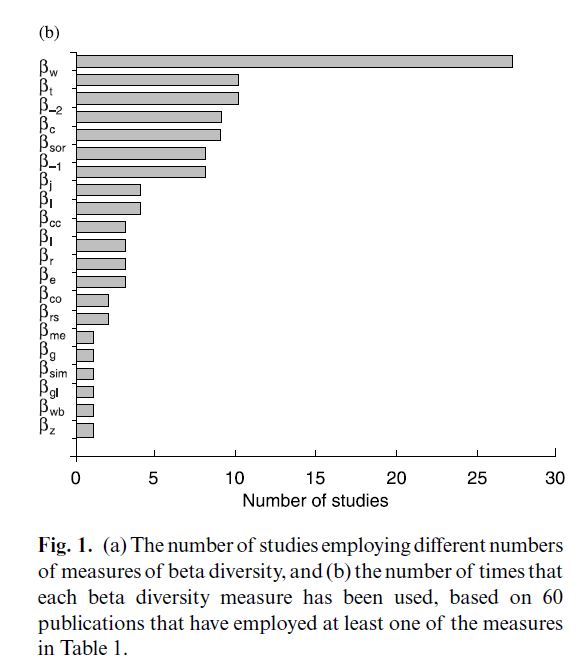 (b)
βw
βt
β–2
βc
βsor
β–1
βj
βI
βcc
βI
βr
βe
βco
βrs
βme
βg
βsim
βgl
βwb
βz
0 5 10 15 20 25 30
Number of studies
Fig. 1. (a) The number of studies employing different numbers
of measures of beta diversity, and (b) the number of times that
each beta diversity measure has been used, based on 60
publications that have employed at least one of the measures
in Table 1.